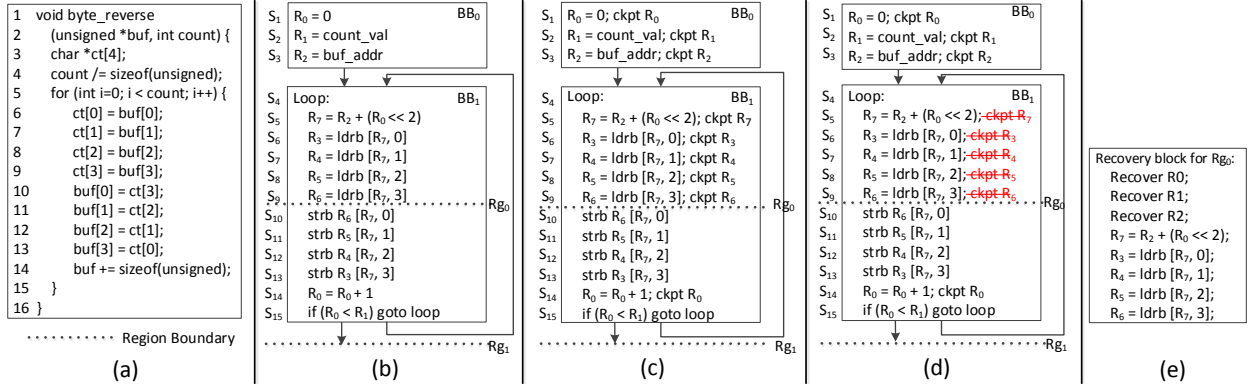 1 void byte_reverse
2 (unsigned *buf, int count) {
3 char *ct[4];
4 count /= sizeof(unsigned);
5 for (int i=0; i < count; i++) {
6 ct[0] = buf[0];
7 ct[1] = buf[1];
8 ct[2] = buf[2];
9 ct[3] = buf[3];
10 buf[0] = ct[3];
11 buf[1] = ct[2];
12 buf[2] = ct[1];
13 buf[3] = ct[0];
14 buf += sizeof(unsigned);
15 }
16 }
Region Boundary
(a)
S1 R0 = 0 BB0
S2 R1 = count_val
S3 R2 = buf_addr
S4 Loop: BB1
S5 R7 = R2 + (R0 << 2)
S6 R3 = ldrb [R7, 0]
S7 R4 = ldrb [R7, 1]
S8 R5 = ldrb [R7, 2]
S9 R6 = ldrb [R7, 3]
Rg0
S10 strb R6 [R7, 0]
S11 strb R5 [R7, 1]
S12 strb R4 [R7, 2]
S13 strb R3 [R7, 3]
S14 R0 = R0 + 1
S15 if (R0 < R1) goto loop
Rg1
(b)
S1 R0 = 0; ckpt R0 BB0
S2 R1 = count_val; ckpt R1
S3 R2 = buf_addr; ckpt R2
S4 Loop: BB1
S5 R7 = R2 + (R0 << 2); ckpt R7
S6 R3 = ldrb [R7, 0]; ckpt R3
S7 R4 = ldrb [R7, 1]; ckpt R4
S8 R5 = ldrb [R7, 2]; ckpt R5
S9 R6 = ldrb [R7, 3]; ckpt R6
Rg0
S10 strb R6 [R7, 0]
S11 strb R5 [R7, 1]
S12 strb R4 [R7, 2]
S13 strb R3 [R7, 3]
S14 R0 = R0 + 1; ckpt R0
S15 if (R0 < R1) goto loop
Rg1
(c)
S1 R0 = 0; ckpt R0 BB0
S2 R1 = count_val; ckpt R1
S3 R2 = buf_addr; ckpt R2
S4 Loop: BB1
S5 R7 = R2 + (R0 << 2); ckpt R7
S6 R3 = ldrb [R7, 0]; ckpt R3
S7 R4 = ldrb [R7, 1]; ckpt R4
S8 R5 = ldrb [R7, 2]; ckpt R5
S9 R6 = ldrb [R7, 3]; ckpt R6
Rg0
S10 strb R6 [R7, 0]
S11 strb R5 [R7, 1]
S12 strb R4 [R7, 2]
S13 strb R3 [R7, 3]
S14 R0 = R0 + 1; ckpt R0
S15 if (R0 < R1) goto loop
Rg1
(d)
Recovery block for Rg0:
Recover R0;
Recover R1;
Recover R2;
R7 = R2 + (R0 << 2);
R3 = ldrb [R7, 0];
R4 = ldrb [R7, 1];
R5 = ldrb [R7, 2];
R6 = ldrb [R7, 3];
(e)